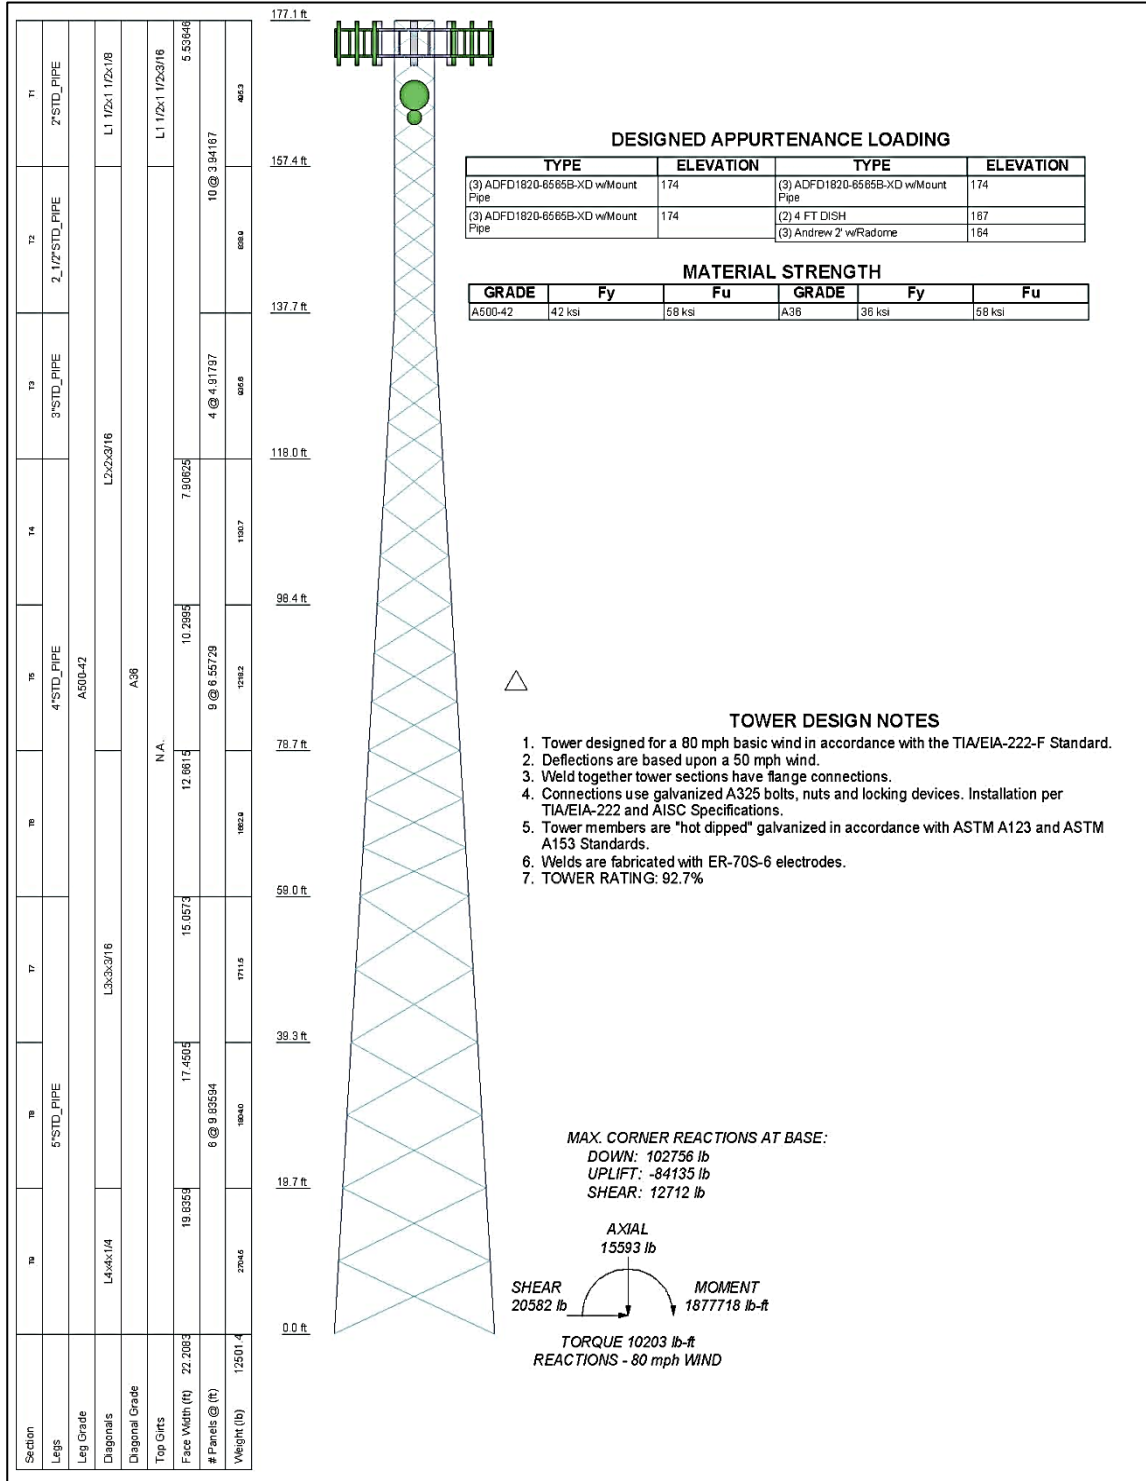 177.1 ft
157.4 ft
137.7 ft
118.0 ft
98.4 ft
78.7 ft
59.0 ft
39.3 ft
19.7 ft
0.0 ft
Section T1 T2 T3 T4 T5 T6 T7 T8 T9
Legs 2"STD_PIPE 2_1/2"STD_PIPE 3"STD_PIPE 4"STD_PIPE 5"STD_PIPE
Leg Grade A500-42
Diagonals L1 1/2x1 1/2x1/8 L2x2x3/16 L3x3x3/16 L4x4x1/4
Diagonal Grade A36
Top Girts L1 1/2x1 1/2x3/16 N.A.
Face Width (ft) 5.53646 7.90625 10.2995 12.6615 15.0573 17.4505 19.8359 22.2083
# Panels @ (ft) 10 @ 3.94167 4 @ 4.91797 9 @ 6.55729 6 @ 9.83594
Weight (lb) 1130.7 1218.2 1711.5 2704.5 12501.4
DESIGNED APPURTENANCE LOADING
TYPE ELEVATION TYPE ELEVATION
(3) ADFD1820-6565B-XD w/Mount Pipe 174 (3) ADFD1820-6565B-XD w/Mount Pipe 174
(3) ADFD1820-6565B-XD w/Mount Pipe 174 (2) 4 FT DISH 167
(3) Andrew 2' w/Radome 164
MATERIAL STRENGTH
GRADE Fy Fu GRADE Fy Fu
A500-42 42 ksi 58 ksi A36 36 ksi 58 ksi
TOWER DESIGN NOTES
1. Tower designed for a 80 mph basic wind in accordance with the TIA/EIA-222-F Standard.
2. Deflections are based upon a 50 mph wind.
3. Weld together tower sections have flange connections.
4. Connections use galvanized A325 bolts, nuts and locking devices. Installation per
TIA/EIA-222 and AISC Specifications.
5. Tower members are "hot dipped" galvanized in accordance with ASTM A123 and ASTM
A153 Standards.
6. Welds are fabricated with ER-70S-6 electrodes.
7. TOWER RATING: 92.7%
MAX. CORNER REACTIONS AT BASE:
DOWN: 102756 lb
UPLIFT: -84135 lb
SHEAR: 12712 lb
AXIAL
15593 lb
SHEAR
20582 lb
MOMENT
1877718 lb-ft
TORQUE 10203 lb-ft
REACTIONS - 80 mph WIND